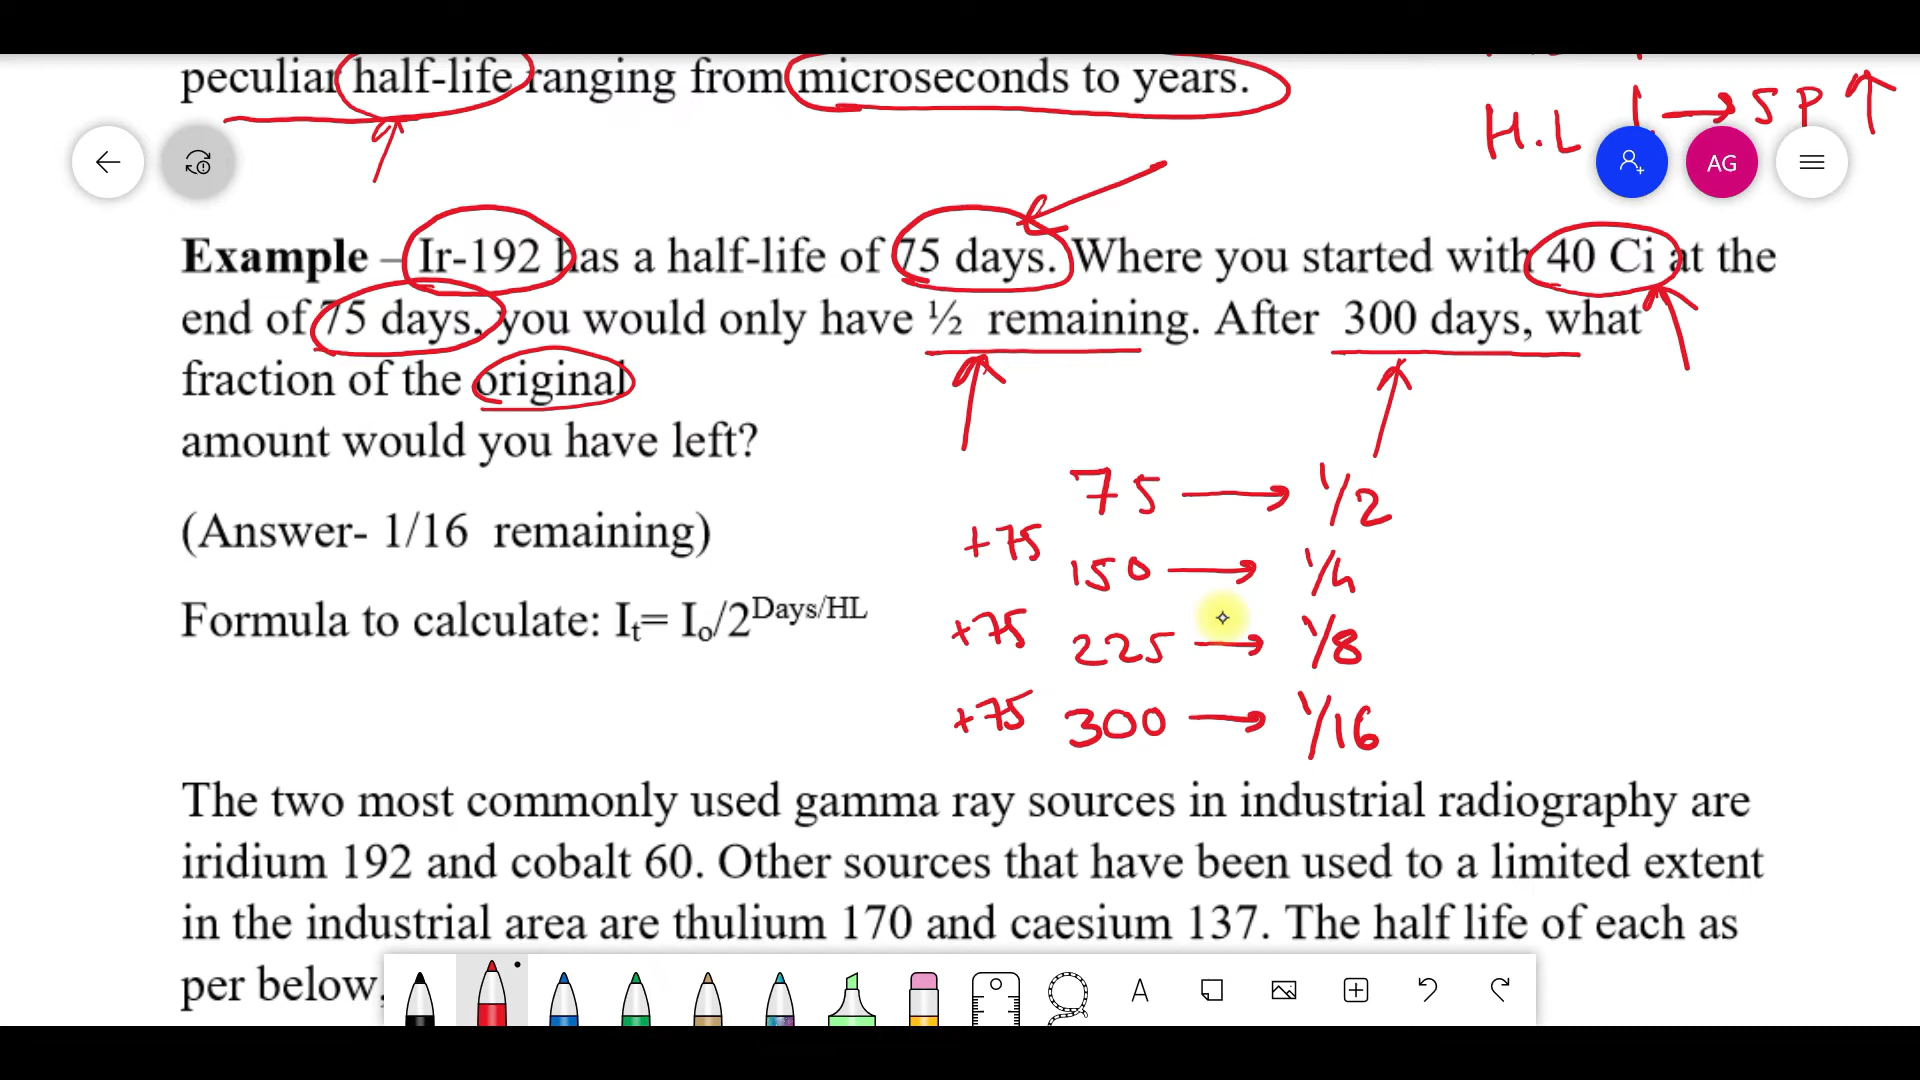 peculiar half-life ranging from microseconds to years.
H.L → SP ↑
AG
Example – Ir-192 has a half-life of 75 days. Where you started with 40 Ci at the
end of 75 days, you would only have ½ remaining. After 300 days, what
fraction of the original
amount would you have left?
75 → 1/2
(Answer- 1/16 remaining)
+75 150 → 1/4
Formula to calculate: It= Io/2Days/HL
+75 225 → 1/8
+75 300 → 1/16
The two most commonly used gamma ray sources in industrial radiography are
iridium 192 and cobalt 60. Other sources that have been used to a limited extent
in the industrial area are thulium 170 and caesium 137. The half life of each as
per below,
A